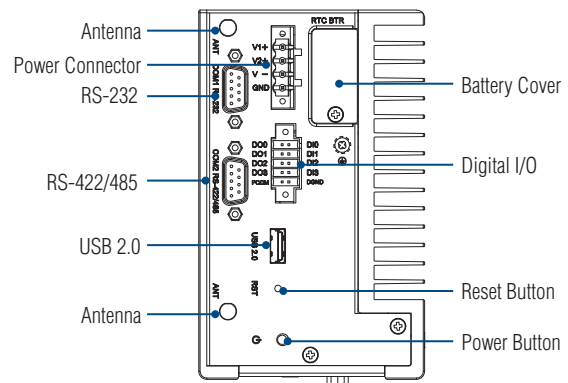 RTC BTR
Antenna
ANT
Power Connector
V1+
V2+
V −
GND
Battery Cover
COM1 RS-232
RS-232
DO0
DI0
DO1
DI1
DO2
DI2
DO3
DI3
PCOM
DGND
Digital I/O
COM2 RS-422/485
RS-422/485
USB 2.0
USB 2.0
RST
Reset Button
ANT
Antenna
Power Button